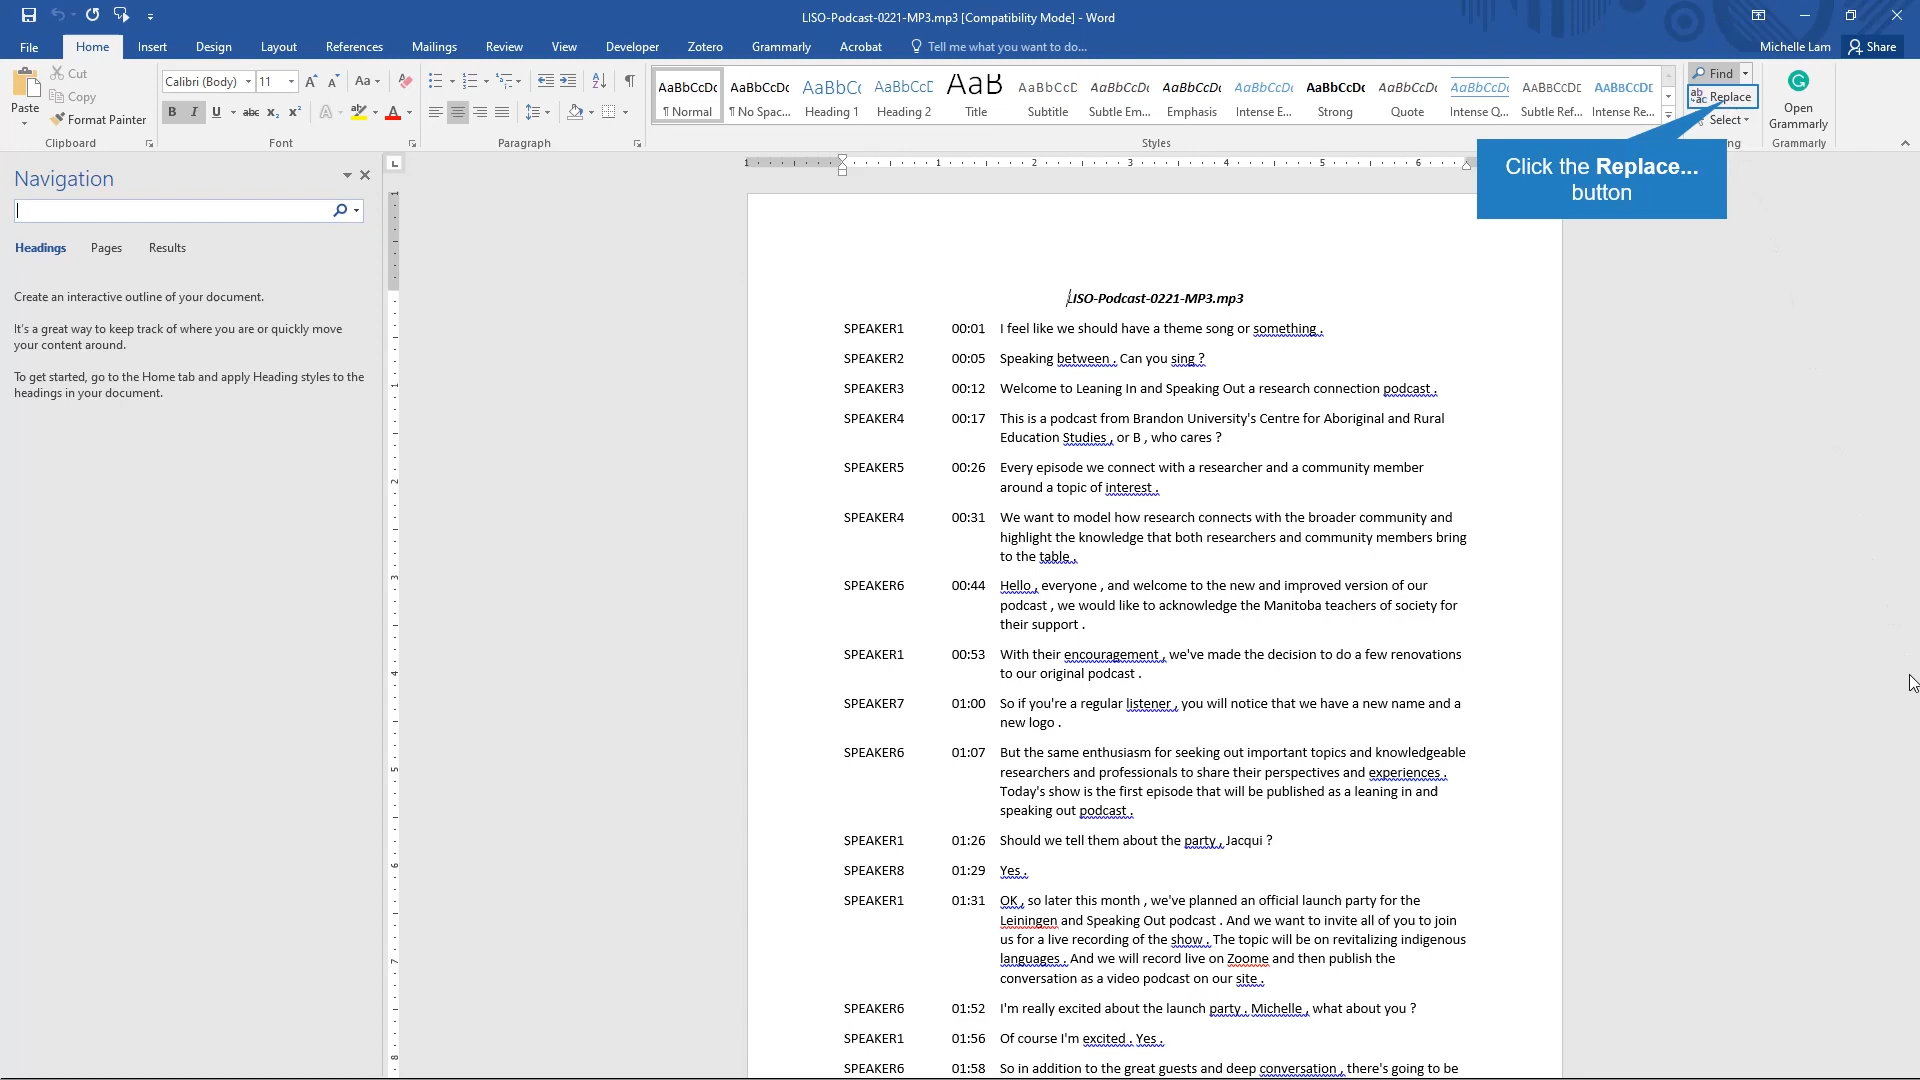 LISO-Podcast-0221-MP3.mp3 [Compatibility Mode] - Word
File Home Insert Design Layout References Mailings Review View Developer Zotero Grammarly Acrobat Tell me what you want to do... Michelle Lam Share
Paste
Cut
Copy
Format Painter
Clipboard
Calibri (Body) 11
Font
Paragraph
AaBbCcDc AaBbCcDc AaBbCc AaBbCcD AaB AaBbCcD AaBbCcDc AaBbCcDc AaBbCcDc AaBbCcDc AaBbCcDc AaBbCcDc AABBCCDC AABBCCDC
¶ Normal ¶ No Spac... Heading 1 Heading 2 Title Subtitle Subtle Em... Emphasis Intense E... Strong Quote Intense Q... Subtle Ref... Intense Re...
Styles
Find
Replace
Select
Open
Grammarly
Grammarly
Click the Replace...
button
Navigation
Headings Pages Results
Create an interactive outline of your document.
It's a great way to keep track of where you are or quickly move
your content around.
To get started, go to the Home tab and apply Heading styles to the
headings in your document.
LISO-Podcast-0221-MP3.mp3
SPEAKER1 00:01 I feel like we should have a theme song or something .
SPEAKER2 00:05 Speaking between . Can you sing ?
SPEAKER3 00:12 Welcome to Leaning In and Speaking Out a research connection podcast .
SPEAKER4 00:17 This is a podcast from Brandon University's Centre for Aboriginal and Rural
Education Studies , or B , who cares ?
SPEAKER5 00:26 Every episode we connect with a researcher and a community member
around a topic of interest .
SPEAKER4 00:31 We want to model how research connects with the broader community and
highlight the knowledge that both researchers and community members bring
to the table .
SPEAKER6 00:44 Hello , everyone , and welcome to the new and improved version of our
podcast , we would like to acknowledge the Manitoba teachers of society for
their support .
SPEAKER1 00:53 With their encouragement , we've made the decision to do a few renovations
to our original podcast .
SPEAKER7 01:00 So if you're a regular listener , you will notice that we have a new name and a
new logo .
SPEAKER6 01:07 But the same enthusiasm for seeking out important topics and knowledgeable
researchers and professionals to share their perspectives and experiences .
Today's show is the first episode that will be published as a leaning in and
speaking out podcast .
SPEAKER1 01:26 Should we tell them about the party , Jacqui ?
SPEAKER8 01:29 Yes .
SPEAKER1 01:31 OK , so later this month , we've planned an official launch party for the
Leiningen and Speaking Out podcast . And we want to invite all of you to join
us for a live recording of the show . The topic will be on revitalizing indigenous
languages . And we will record live on Zoome and then publish the
conversation as a video podcast on our site .
SPEAKER6 01:52 I'm really excited about the launch party . Michelle , what about you ?
SPEAKER1 01:56 Of course I'm excited . Yes .
SPEAKER6 01:58 So in addition to the great guests and deep conversation , there's going to be